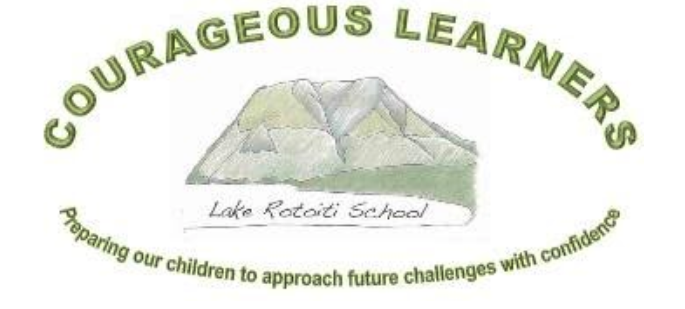 COURAGEOUS LEARNERS
Lake Rotoiti School
Preparing our children to approach future challenges with confidence